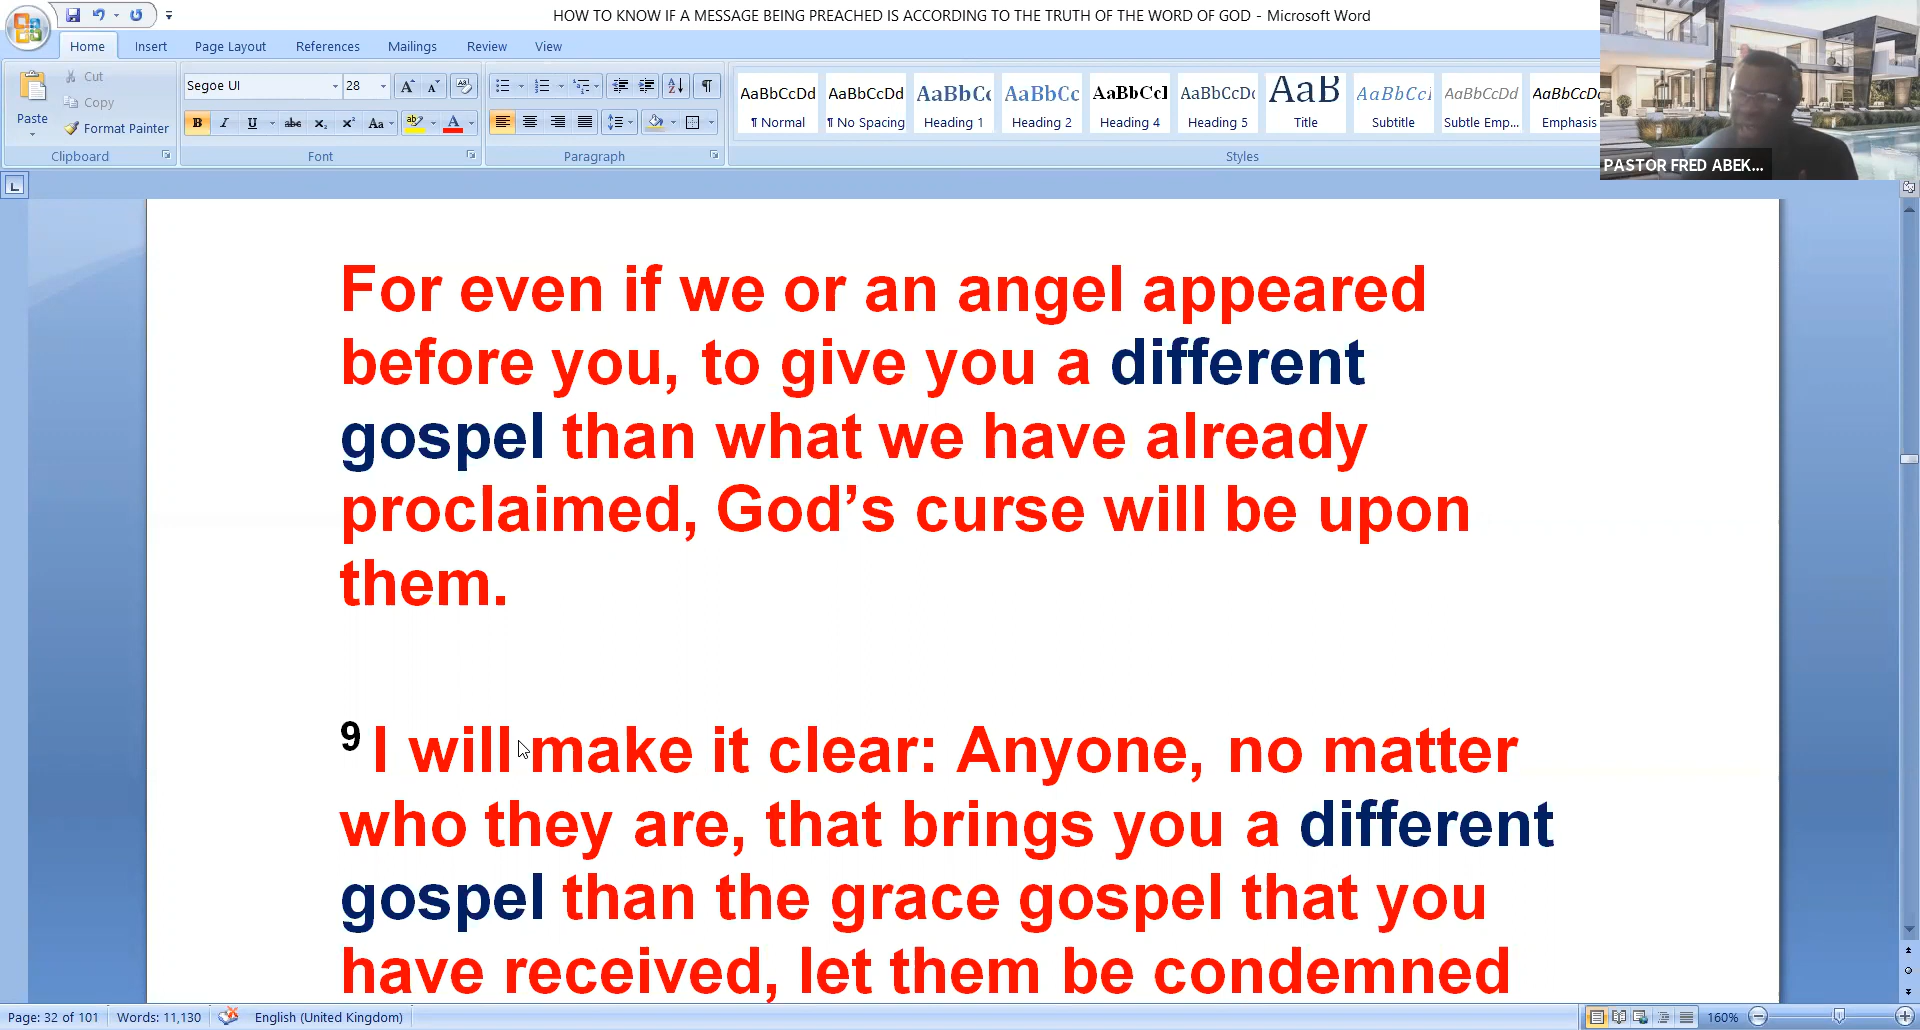 HOW TO KNOW IF A MESSAGE BEING PREACHED IS ACCORDING TO THE TRUTH OF THE WORD OF GOD - Microsoft Word
Home Insert Page Layout References Mailings Review View
Paste
Cut
Copy
Format Painter
Clipboard
Segoe UI 28
Font
Paragraph
AaBbCcDd AaBbCcDd AaBbCc AaBbCc AaBbCcI AaBbCcDc AaB AaBbCcl AaBbCcDd AaBbCcDc
¶ Normal ¶ No Spacing Heading 1 Heading 2 Heading 4 Heading 5 Title Subtitle Subtle Emp... Emphasis
Styles
PASTOR FRED ABEK...
For even if we or an angel appeared
before you, to give you a different
gospel than what we have already
proclaimed, God’s curse will be upon
them.
9 I will make it clear: Anyone, no matter
who they are, that brings you a different
gospel than the grace gospel that you
have received, let them be condemned
Page: 32 of 101 Words: 11,130 English (United Kingdom) 160%